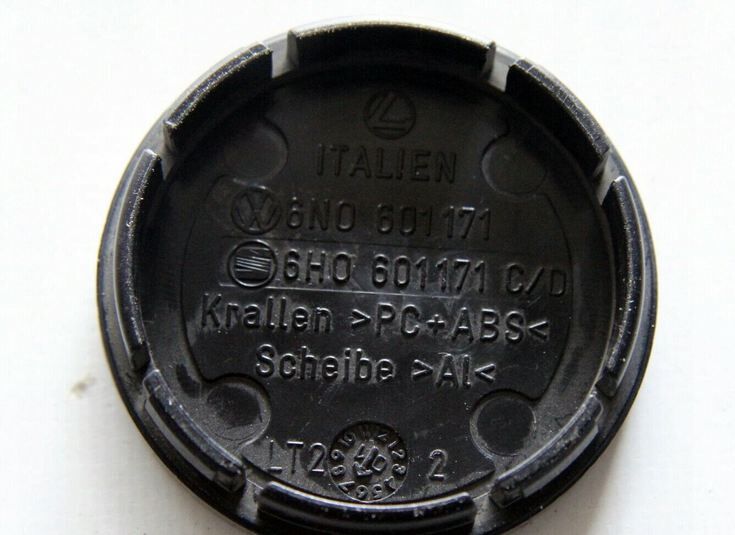 ITALIEN
6N0 601171
6H0 601171 C/D
Krallen >PC+ABS<
Scheibe >Al<
LT2 2